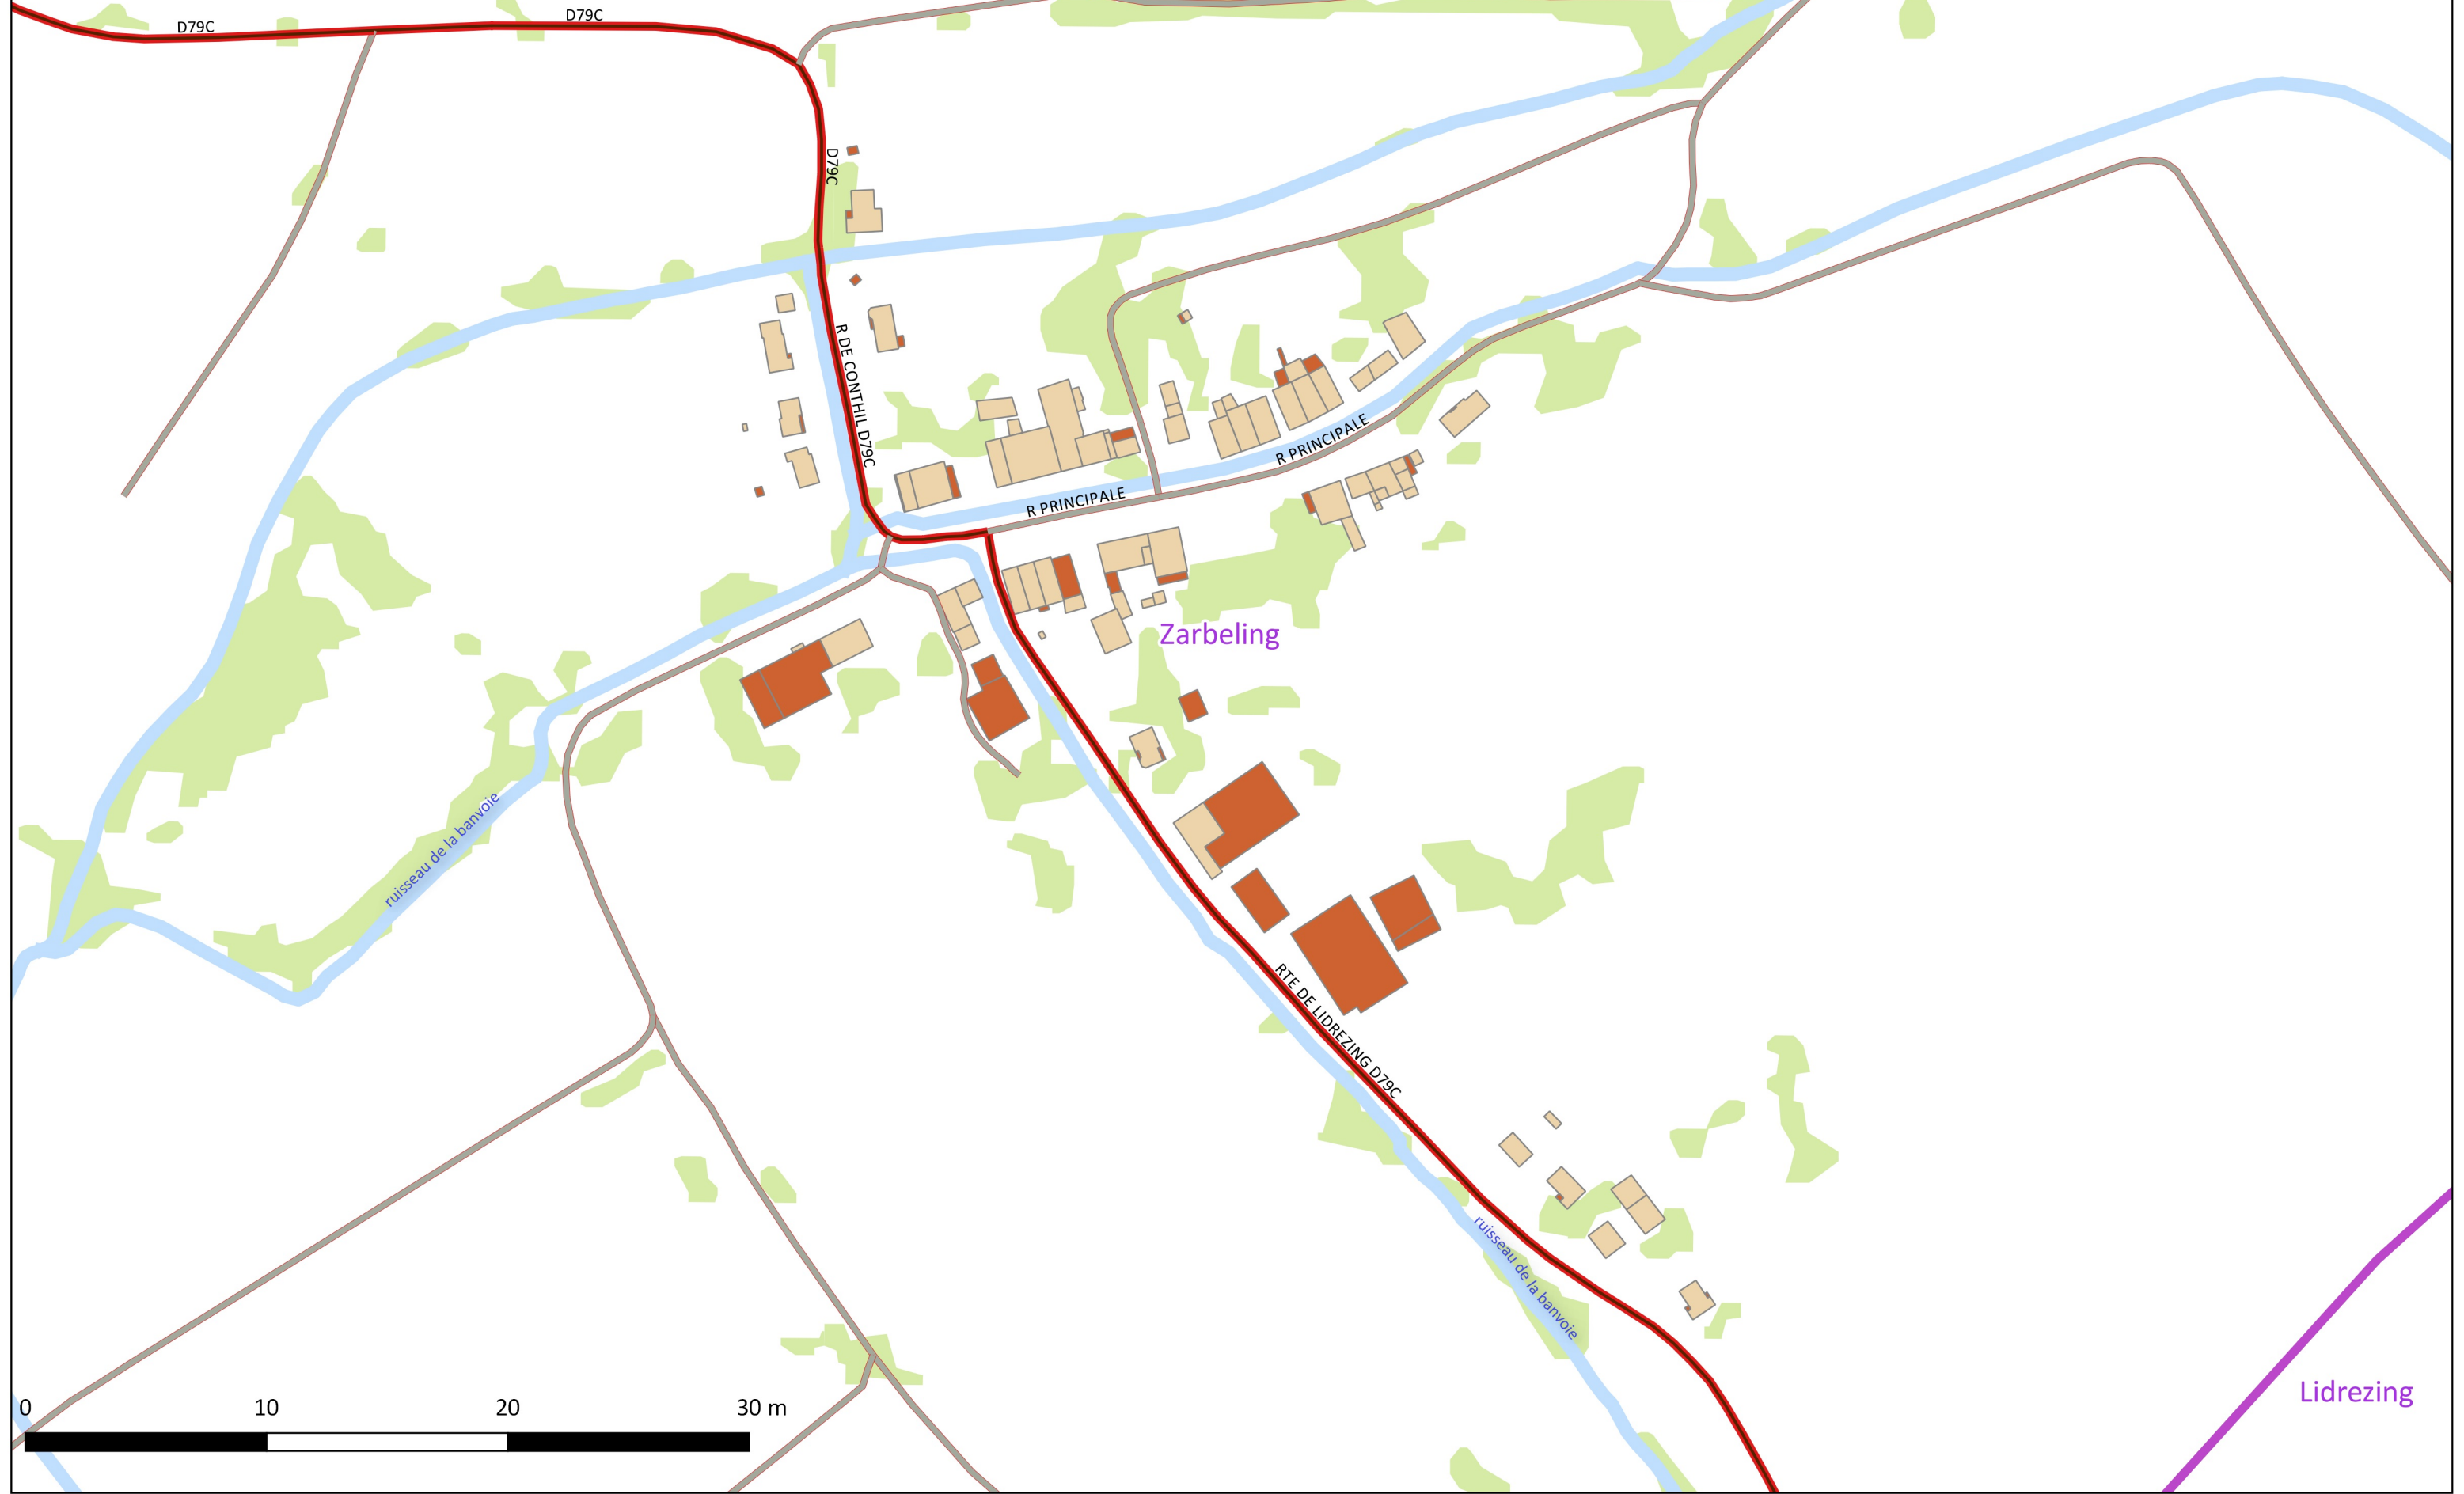 D79C
D79C
D79C
R DE CONTHIL D79C
R PRINCIPALE
R PRINCIPALE
Zarbeling
ruisseau de la banvoie
RTE DE LIDREZING D79C
ruisseau de la banvoie
Lidrezing
0 10 20 30 m